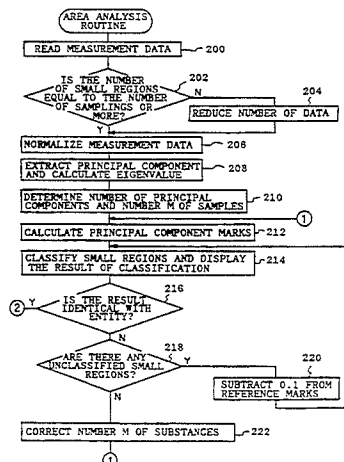 AREA ANALYSIS
ROUTINE
READ MEASUREMENT DATA
200
IS THE NUMBER
OF SMALL REGIONS
EQUAL TO THE NUMBER
OF SAMPLINGS OR
MORE?
202
N
204
REDUCE NUMBER OF DATA
Y
NORMALIZE MEASUREMENT DATA
206
EXTRACT PRINCIPAL COMPONENT
AND CALCULATE EIGENVALUE
208
DETERMINE NUMBER OF PRINCIPAL
COMPONENTS AND NUMBER M OF SAMPLES
210
1
CALCULATE PRINCIPAL COMPONENT MARKS
212
CLASSIFY SMALL REGIONS AND DISPLAY
THE RESULT OF CLASSIFICATION
214
2
Y
IS THE RESULT
IDENTICAL WITH
ENTITY?
216
N
ARE THERE ANY
UNCLASSIFIED SMALL
REGIONS?
218
Y
220
SUBTRACT 0.1 FROM
REFERENCE MARKS
N
CORRECT NUMBER M OF SUBSTANCES
222
1